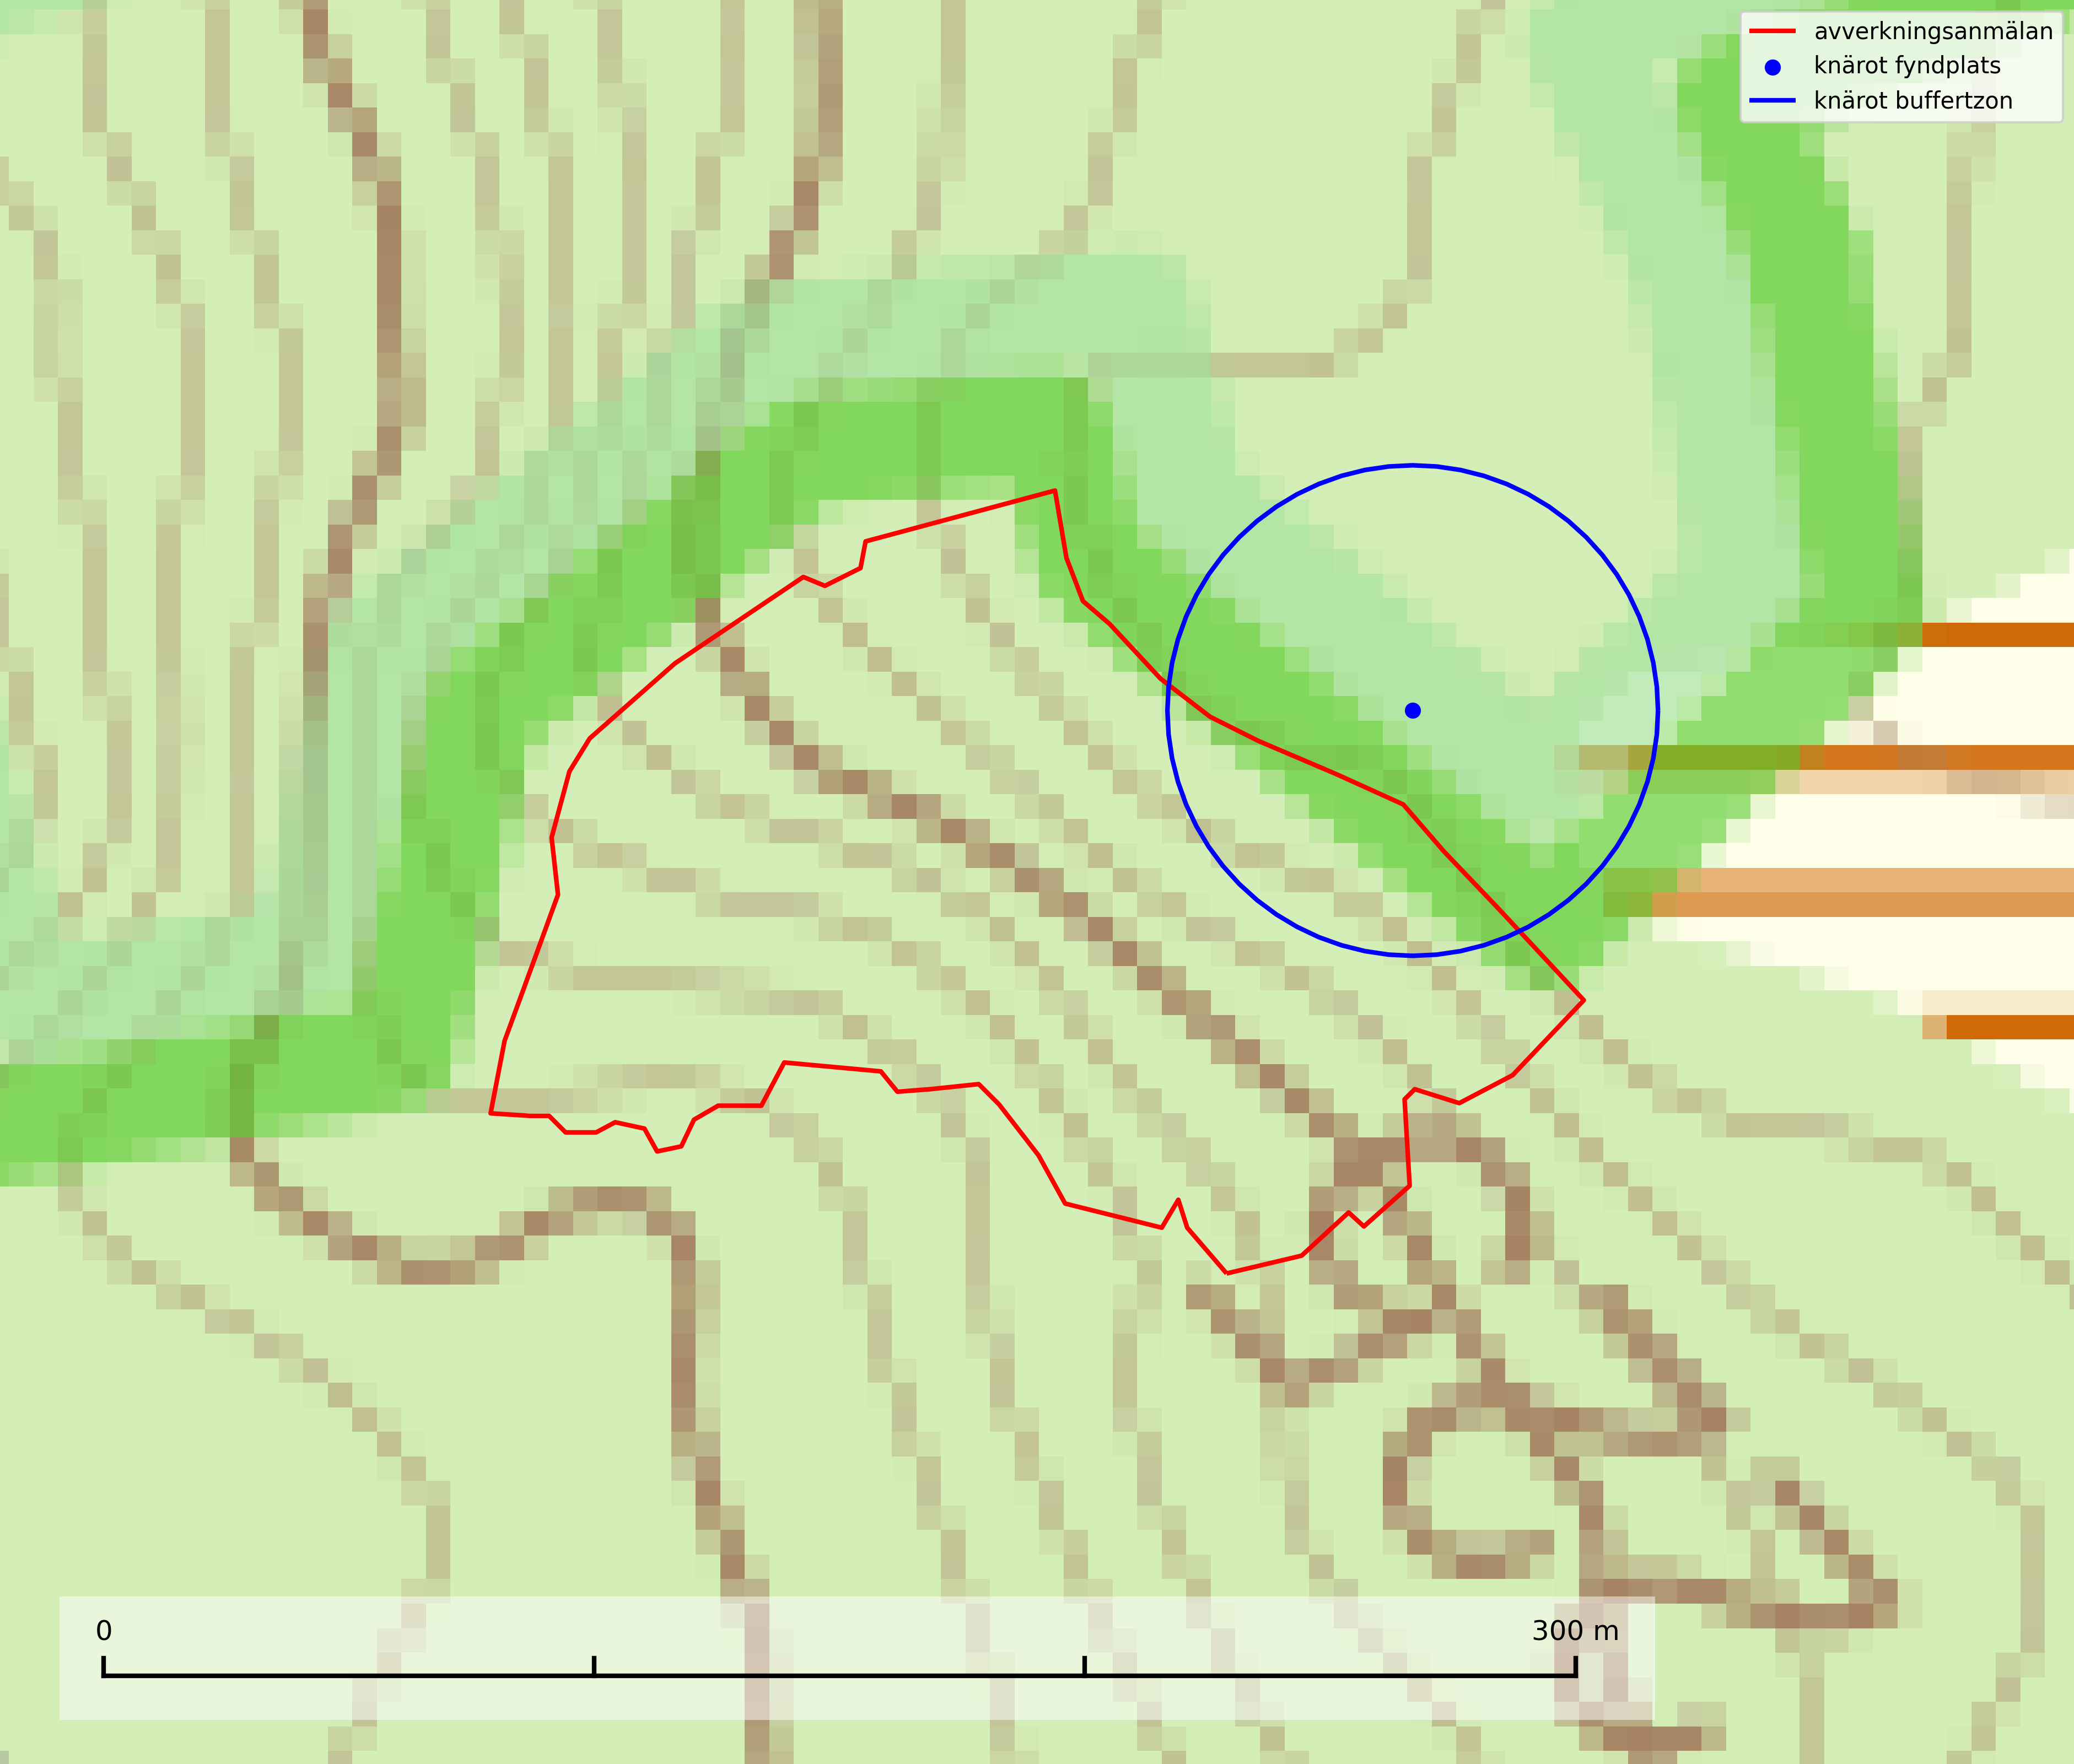 avverkningsanmälan
knärot fyndplats
knärot buffertzon
0
300 m